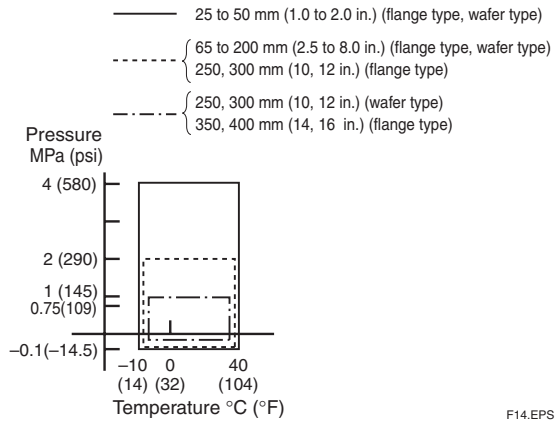 25 to 50 mm (1.0 to 2.0 in.) (flange type, wafer type)
65 to 200 mm (2.5 to 8.0 in.) (flange type, wafer type)
250, 300 mm (10, 12 in.) (flange type)
250, 300 mm (10, 12 in.) (wafer type)
350, 400 mm (14, 16 in.) (flange type)
Pressure
MPa (psi)
4 (580)
2 (290)
1 (145)
0.75(109)
–0.1(–14.5)
–10 0 40
(14) (32) (104)
Temperature °C (°F)
F14.EPS